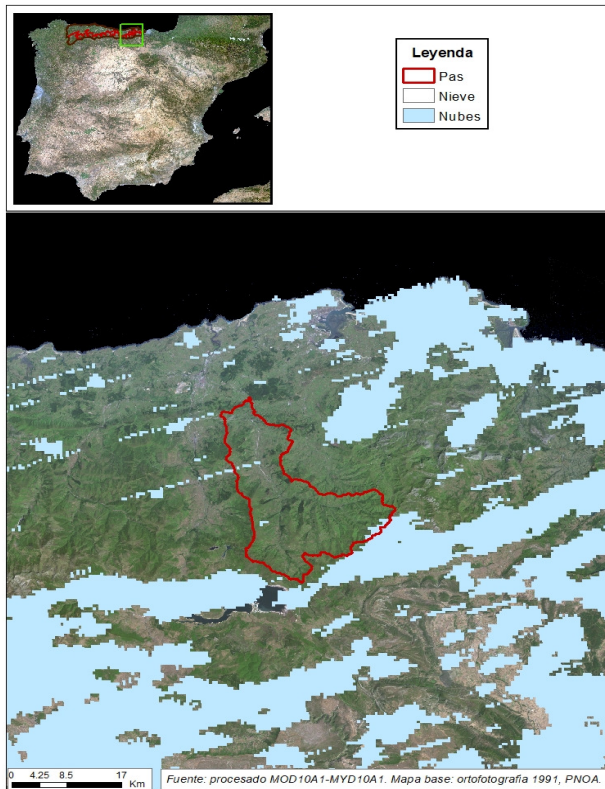 Leyenda
Pas
Nieve
Nubes
0 4.25 8.5 17
Km
Fuente: procesado MOD10A1-MYD10A1. Mapa base: ortofotografia 1991, PNOA.